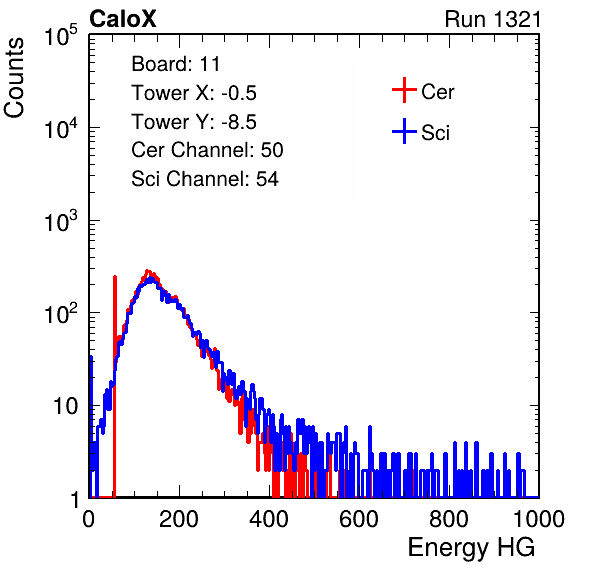 CaloX Run 1321
Counts
Board: 11
Tower X: -0.5
Tower Y: -8.5
Cer Channel: 50
Sci Channel: 54
Cer
Sci
10^5
10^4
10^3
10^2
10
1
0 200 400 600 800 1000
Energy HG